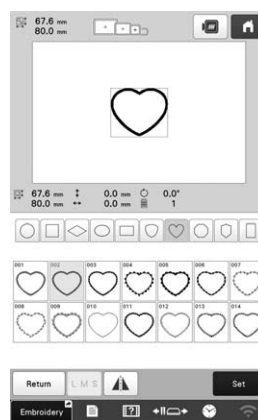 67.6 mm
80.0 mm
67.6 mm 0.0 mm 0.0°
80.0 mm 0.0 mm 1
001 002 003 004 005 006 007
008 009 010 011 012 013 014
Return L M S Set
Embroidery